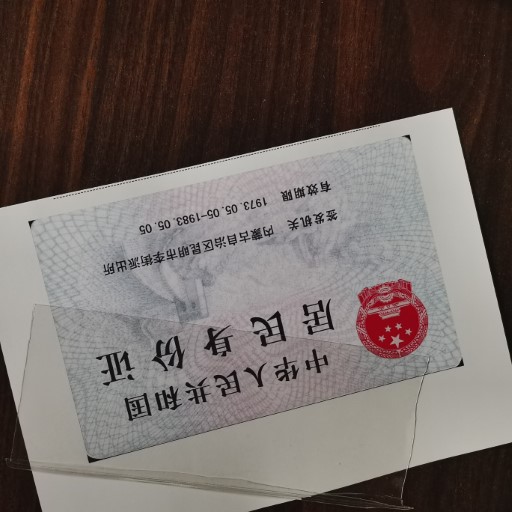 中华人民共和国
居民身份证
签发机关 内蒙古自治区昆明市李街派出所
有效期限 1973.05.05-1983.05.05